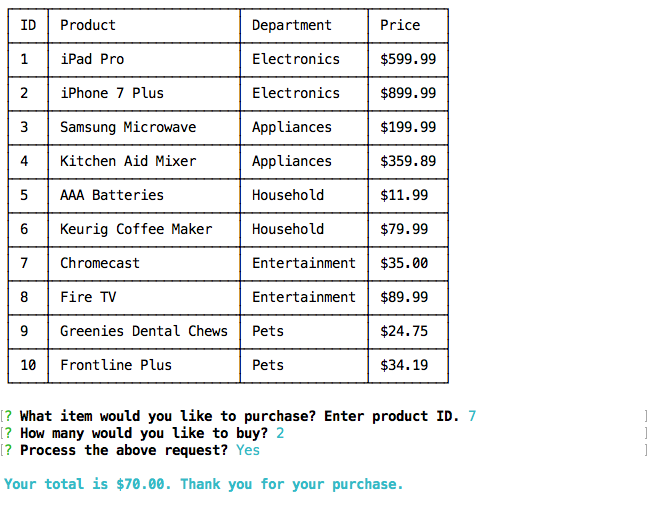 ID Product Department Price
1 iPad Pro Electronics $599.99
2 iPhone 7 Plus Electronics $899.99
3 Samsung Microwave Appliances $199.99
4 Kitchen Aid Mixer Appliances $359.89
5 AAA Batteries Household $11.99
6 Keurig Coffee Maker Household $79.99
7 Chromecast Entertainment $35.00
8 Fire TV Entertainment $89.99
9 Greenies Dental Chews Pets $24.75
10 Frontline Plus Pets $34.19
[? What item would you like to purchase? Enter product ID. 7 ]
[? How many would you like to buy? 2 ]
[? Process the above request? Yes ]
Your total is $70.00. Thank you for your purchase.